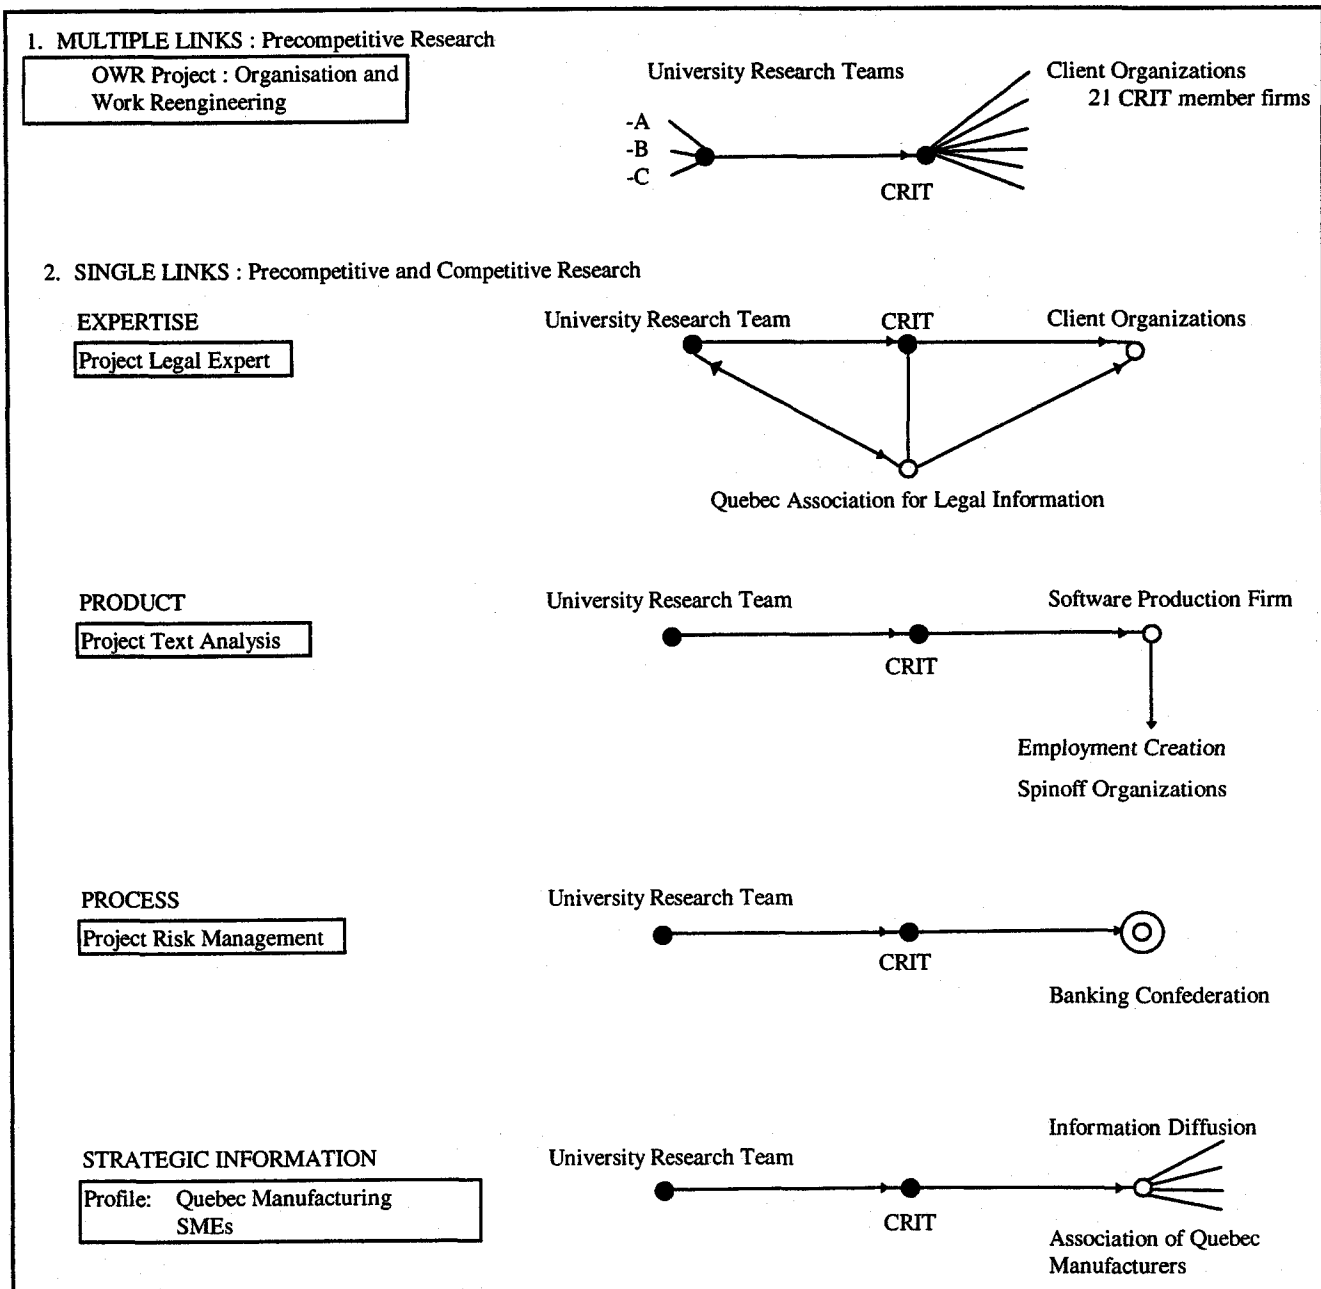 1. MULTIPLE LINKS : Precompetitive Research
OWR Project : Organisation and
Work Reengineering
University Research Teams
Client Organizations
21 CRIT member firms
-A
-B
-C
CRIT
2. SINGLE LINKS : Precompetitive and Competitive Research
EXPERTISE
Project Legal Expert
University Research Team
CRIT
Client Organizations
Quebec Association for Legal Information
PRODUCT
Project Text Analysis
University Research Team
CRIT
Software Production Firm
Employment Creation
Spinoff Organizations
PROCESS
Project Risk Management
University Research Team
CRIT
Banking Confederation
STRATEGIC INFORMATION
Profile: Quebec Manufacturing
SMEs
University Research Team
CRIT
Information Diffusion
Association of Quebec
Manufacturers